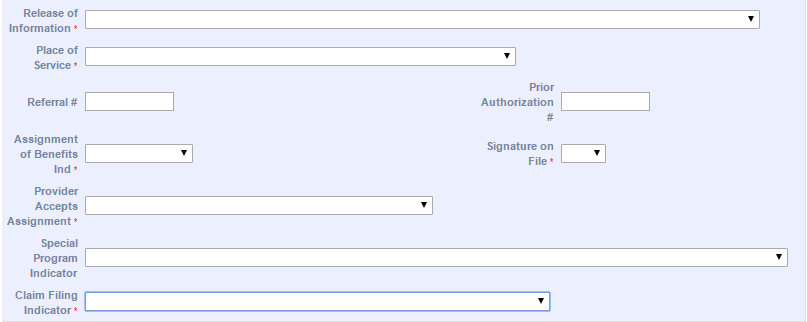 Release of
Information *
Place of
Service *
Referral #
Prior
Authorization
#
Assignment
of Benefits
Ind *
Signature on
File *
Provider
Accepts
Assignment *
Special
Program
Indicator
Claim Filing
Indicator *